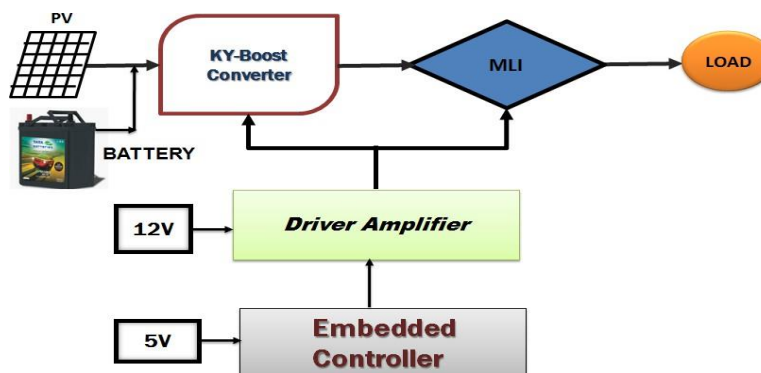 PV
KY-Boost
Converter
MLI
LOAD
BATTERY
12V
Driver Amplifier
5V
Embedded
Controller